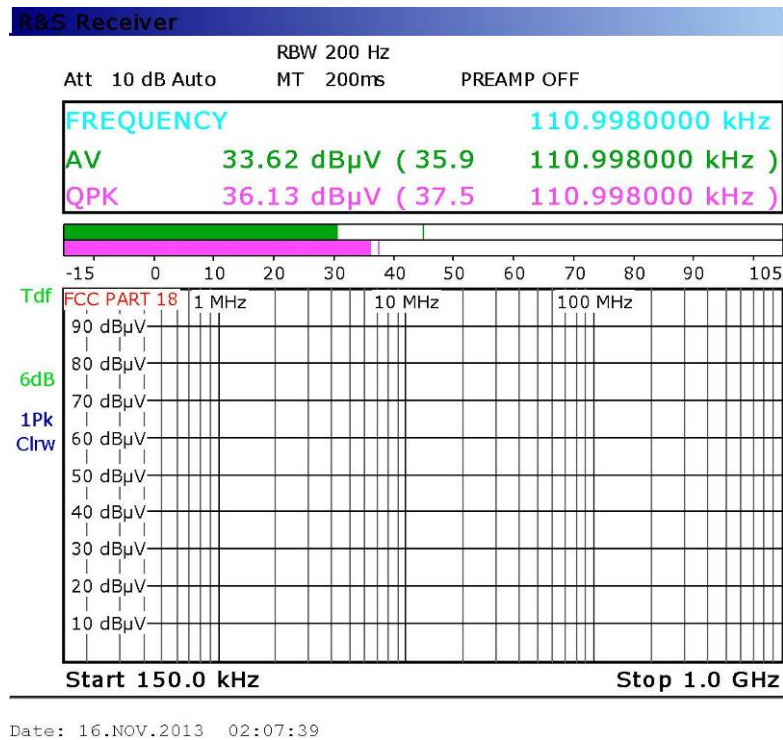 R&S Receiver
RBW 200 Hz
Att 10 dB Auto MT 200ms PREAMP OFF
FREQUENCY 110.9980000 kHz
AV 33.62 dBµV ( 35.9 110.998000 kHz )
QPK 36.13 dBµV ( 37.5 110.998000 kHz )
-15 0 10 20 30 40 50 60 70 80 90 105
Tdf FCC PART 18 1 MHz 10 MHz 100 MHz
90 dBµV
80 dBµV
6dB
70 dBµV
1Pk
Clrw 60 dBµV
50 dBµV
40 dBµV
30 dBµV
20 dBµV
10 dBµV
Start 150.0 kHz Stop 1.0 GHz
Date: 16.NOV.2013 02:07:39